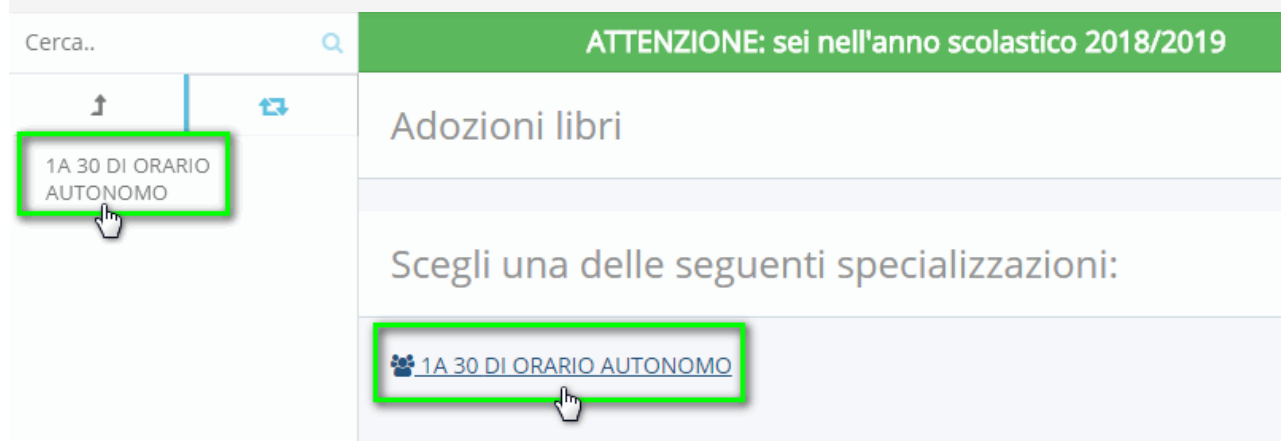 Cerca..
ATTENZIONE: sei nell'anno scolastico 2018/2019
1A 30 DI ORARIO
AUTONOMO
Adozioni libri
Scegli una delle seguenti specializzazioni:
1A 30 DI ORARIO AUTONOMO